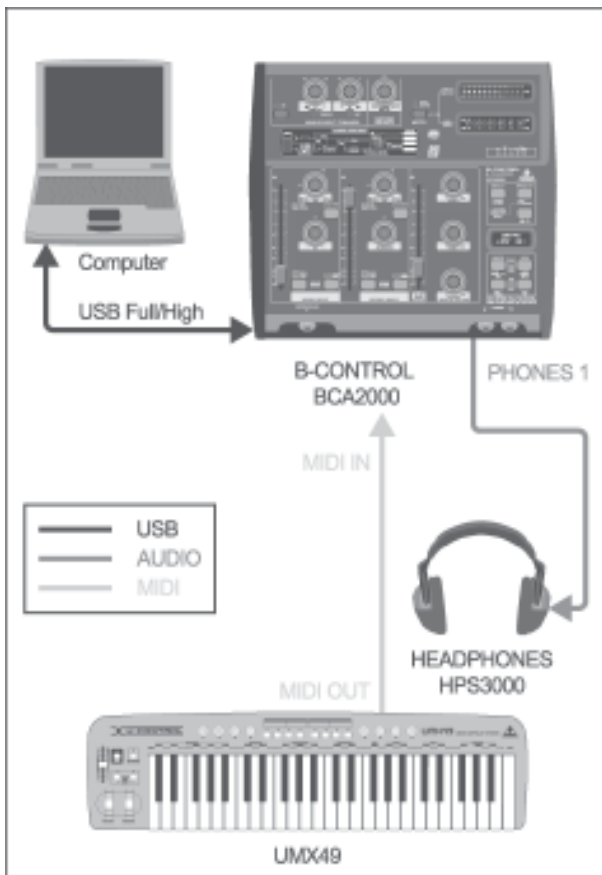 Computer
USB Full/High
B-CONTROL
BCA2000
PHONES 1
MIDI IN
USB
AUDIO
MIDI
HEADPHONES
HPS3000
MIDI OUT
UMX49